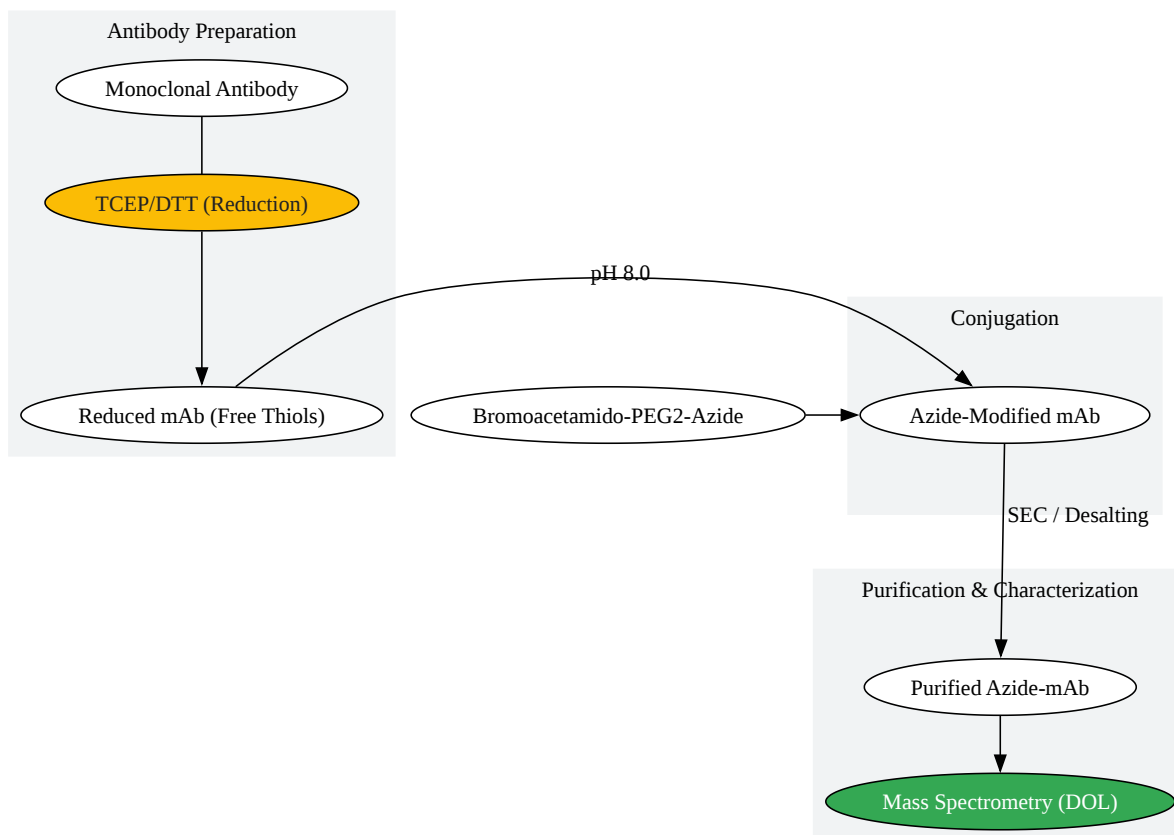 Antibody Preparation
Monoclonal Antibody
TCEP/DTT (Reduction)
Reduced mAb (Free Thiols)
pH 8.0
Bromoacetamido-PEG2-Azide
Conjugation
Azide-Modified mAb
SEC / Desalting
Purification & Characterization
Purified Azide-mAb
Mass Spectrometry (DOL)